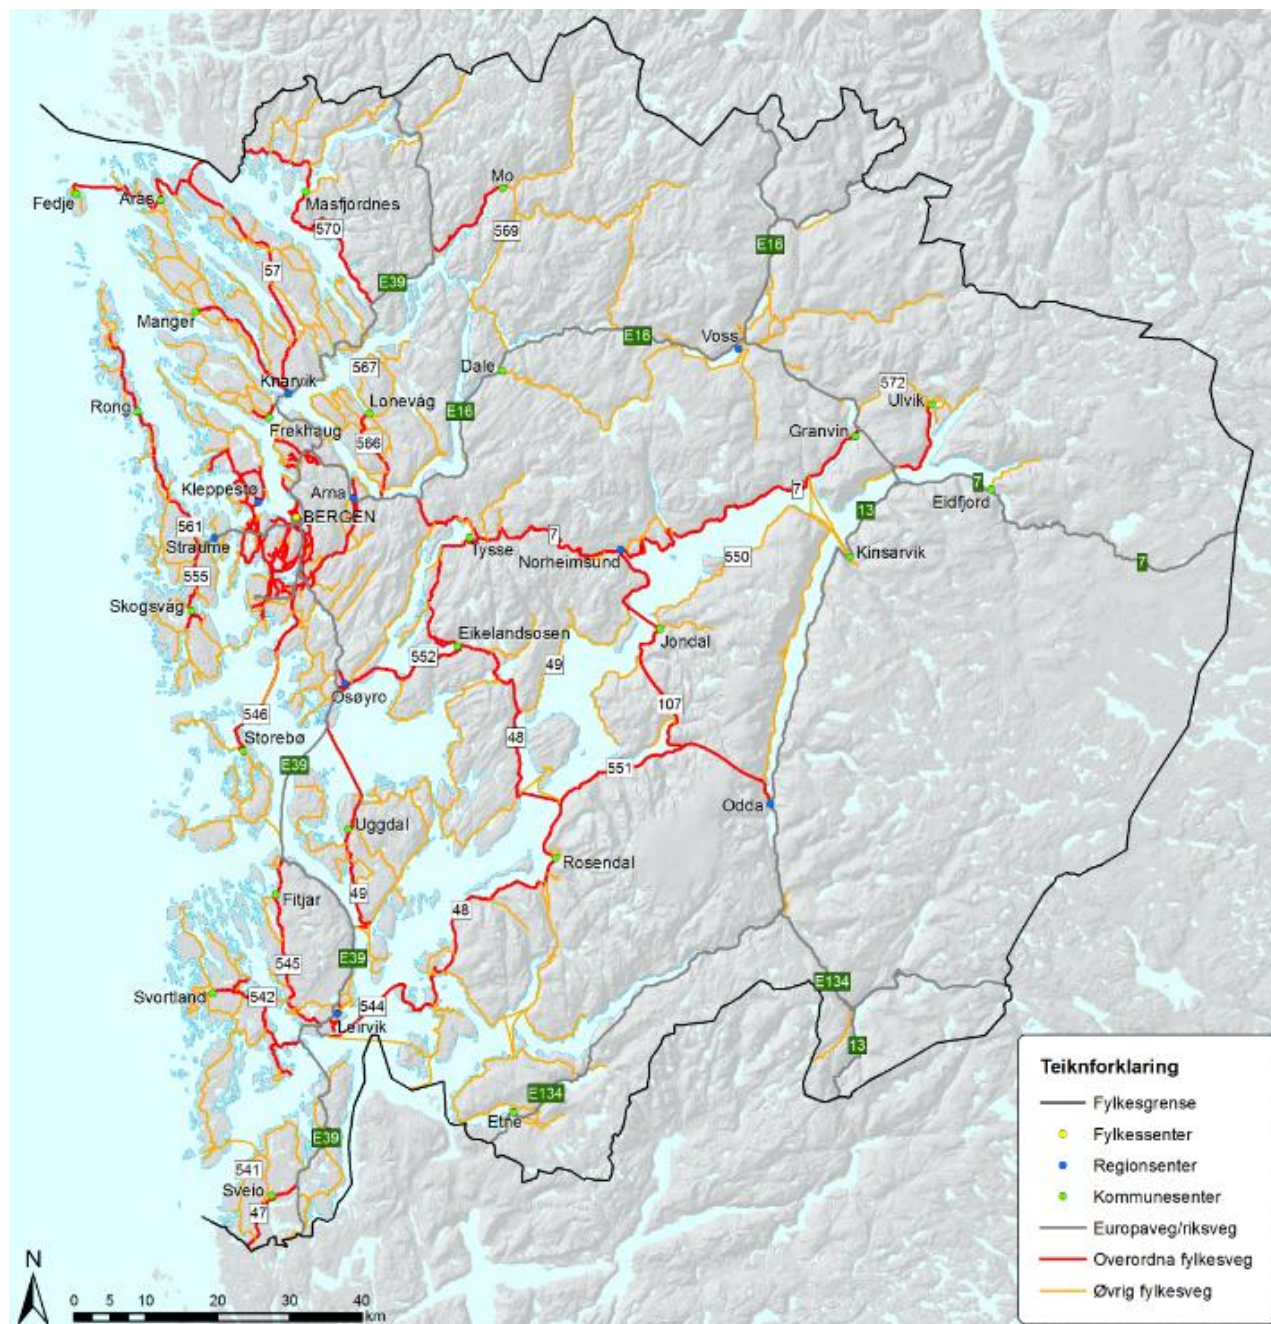 Mo
Fedje
Årås
Masfjordnes
570
569
E16
57
E39
Manger
E16
Voss
Dale
567
Knarvik
Lonevåg
572
Rong
E16
Ulvik
Frekhaug
566
Granvin
Kleppestø
Arna
7
7
Eidfjord
13
BERGEN
561
Straume
Tysse
7
Norheimsund
550
Kinsarvik
7
555
Skogsvåg
Eikelandsosen
Jondal
552
49
Osøyro
107
546
48
Storebø
E39
551
Odda
Uggdal
Rosendal
49
Fitjar
48
E39
545
E134
Svortland
542
544
Leirvik
13
E134
Etne
E39
541
Sveio
47
Teiknforklaring
Fylkesgrense
Fylkessenter
Regionsenter
Kommunesenter
Europaveg/riksveg
Overordna fylkesveg
Øvrig fylkesveg
N
0 5 10 20 30 40
km